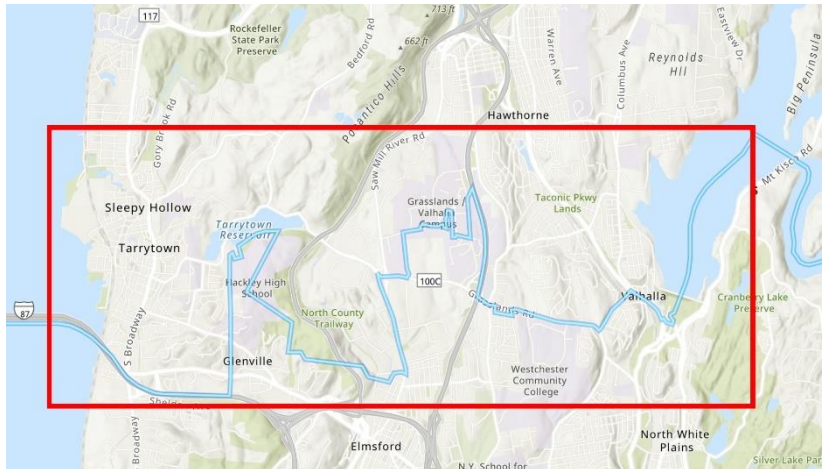 117
Rockefeller
State Park
Preserve
Bedford Rd
713 ft
662 ft
Pocantico Hills
Warren Ave
Columbus Ave
Reynolds
Hill
Eastview Dr
Big Peninsula
Gory Brook Rd
Hawthorne
Saw Mill River Rd
Mt Kisco Rd
S
Sleepy Hollow
Grasslands /
Valhalla
Campus
Taconic Pkwy
Lands
Tarrytown
Reservoir
Tarrytown
100C
Hackley High
School
Valhalla
Cranberry Lake
Preserve
87
S Broadway
North County
Trailway
Grasslands Rd
Glenville
Westchester
Community
College
Broadway
Elmsford
North White
Plains
N.Y. School for
Silver Lake Par